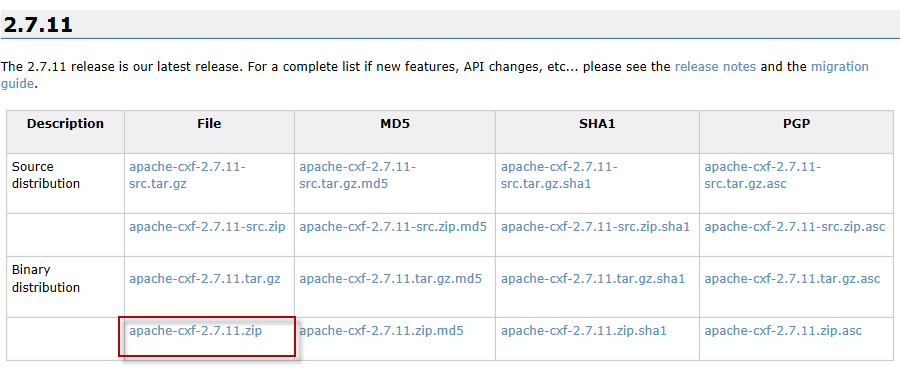 2.7.11
The 2.7.11 release is our latest release. For a complete list if new features, API changes, etc... please see the release notes and the migration
guide.
Description File MD5 SHA1 PGP
Source distribution apache-cxf-2.7.11-src.tar.gz apache-cxf-2.7.11-src.tar.gz.md5 apache-cxf-2.7.11-src.tar.gz.sha1 apache-cxf-2.7.11-src.tar.gz.asc
apache-cxf-2.7.11-src.zip apache-cxf-2.7.11-src.zip.md5 apache-cxf-2.7.11-src.zip.sha1 apache-cxf-2.7.11-src.zip.asc
Binary distribution apache-cxf-2.7.11.tar.gz apache-cxf-2.7.11.tar.gz.md5 apache-cxf-2.7.11.tar.gz.sha1 apache-cxf-2.7.11.tar.gz.asc
apache-cxf-2.7.11.zip apache-cxf-2.7.11.zip.md5 apache-cxf-2.7.11.zip.sha1 apache-cxf-2.7.11.zip.asc